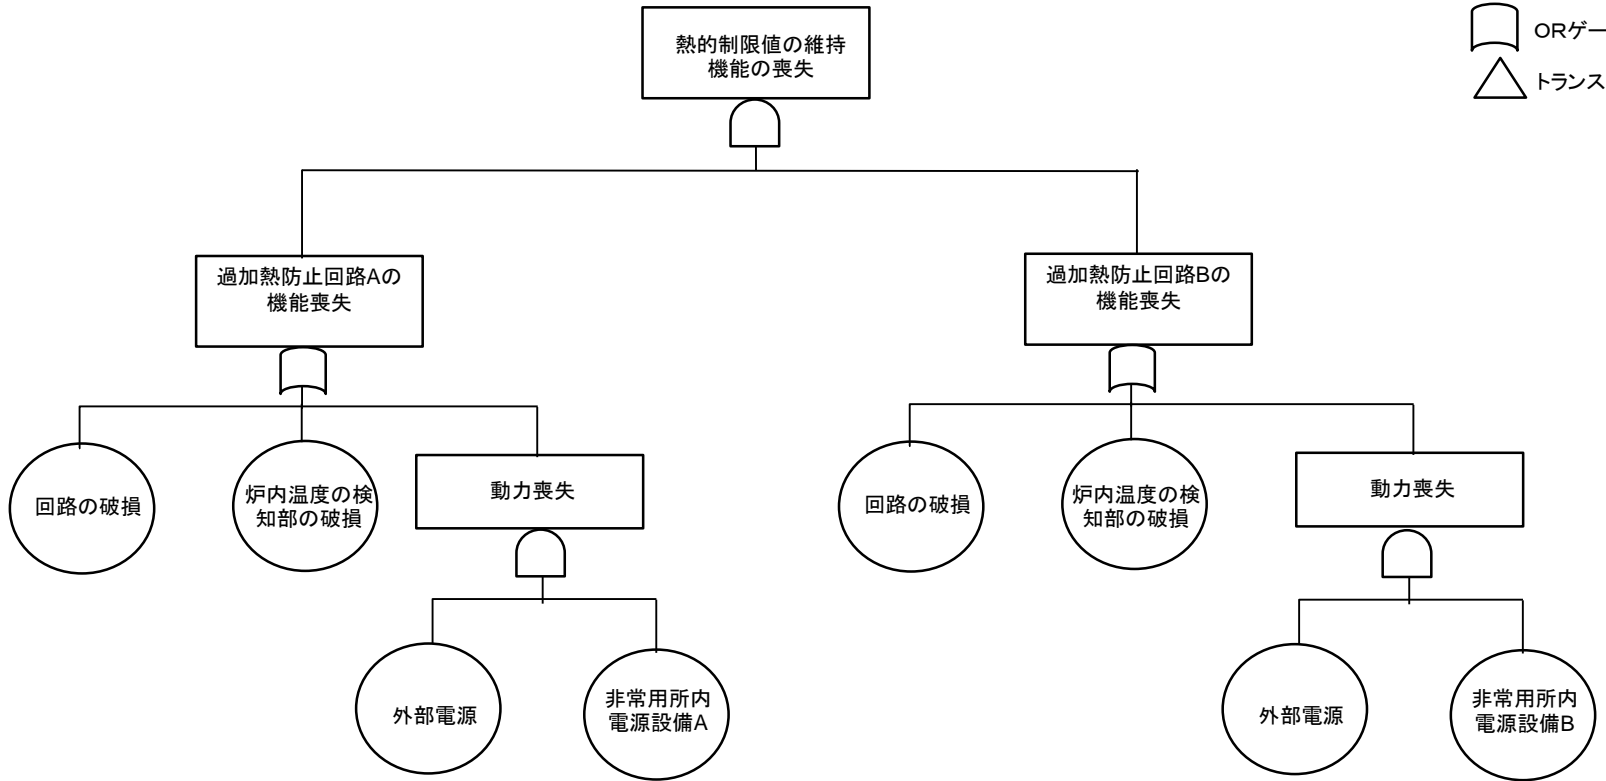 熱的制限値の維持
機能の喪失
ORゲー
トランス
過加熱防止回路Aの
機能喪失
過加熱防止回路Bの
機能喪失
回路の破損
炉内温度の検
知部の破損
動力喪失
回路の破損
炉内温度の検
知部の破損
動力喪失
外部電源
非常用所内
電源設備A
外部電源
非常用所内
電源設備B